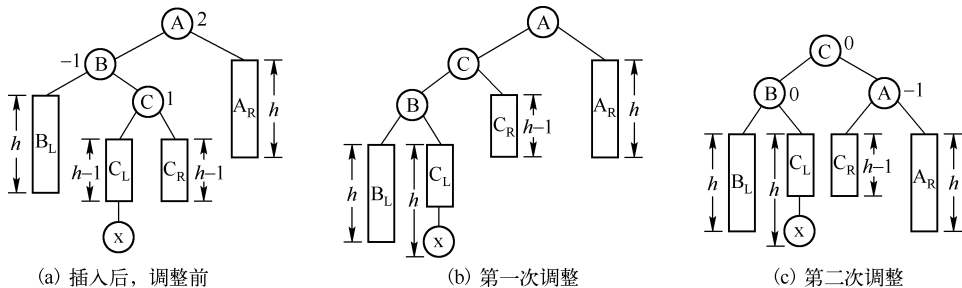 A 2
-1 B
C 1
h
B_L
h-1
C_L
C_R
h-1
A_R
h
x
(a) 插入后，调整前
A
C
B
C_R
h-1
A_R
h
h
B_L
h
C_L
x
(b) 第一次调整
C 0
B 0
A -1
h
B_L
h
C_L
C_R
h-1
A_R
h
x
(c) 第二次调整